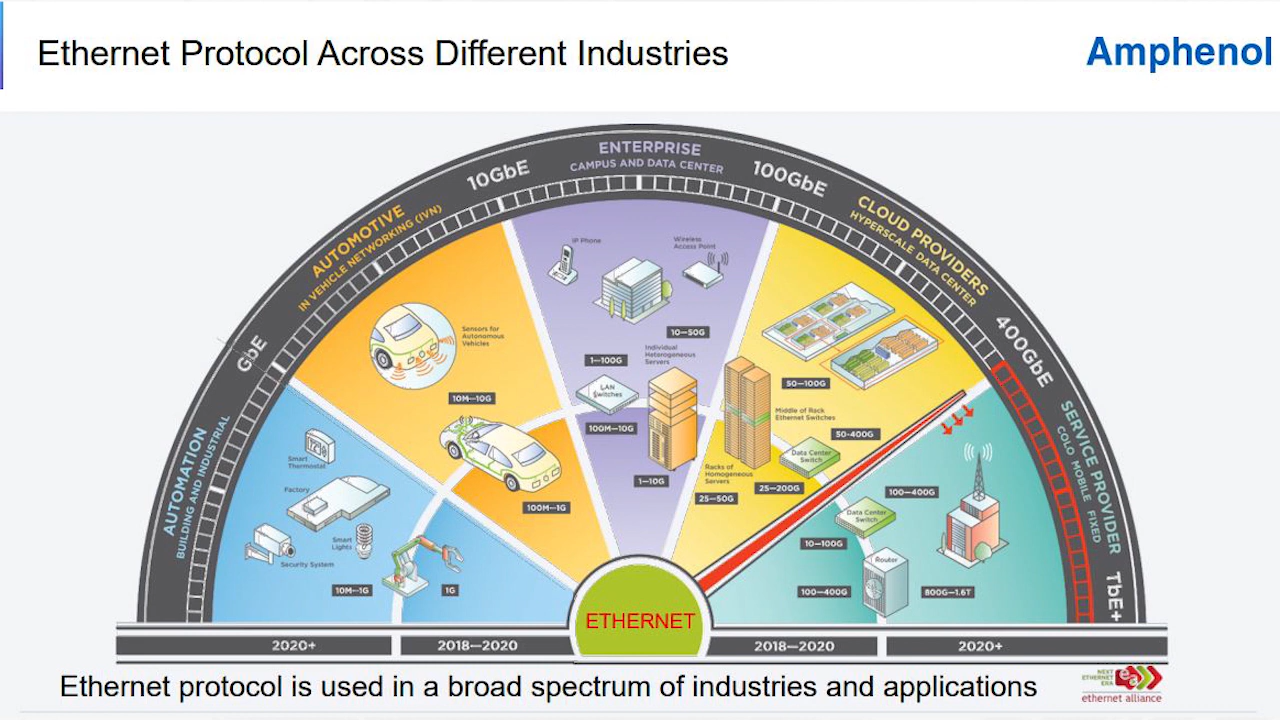 Ethernet Protocol Across Different Industries
Amphenol
ENTERPRISE
CAMPUS AND DATA CENTER
10GbE
100GbE
AUTOMOTIVE
IN VEHICLE NETWORKING (IVN)
CLOUD PROVIDERS
HYPERSCALE DATA CENTER
GbE
400GbE
AUTOMATION
BUILDING AND INDUSTRIAL
SERVICE PROVIDER
COLO MOBILE FIXED
TbE+
IP Phone
Wireless
Access Point
Sensors for
Autonomous
Vehicles
10M—10G
100M—1G
10—50G
Individual
Heterogeneous
Servers
1—100G
LAN
Switches
100M—10G
1—10G
50—100G
Middle of Rack
Ethernet Switches
50-400G
Data Center
Switch
Racks of
Homogeneous
Servers
25—200G
25—50G
Smart
Thermostat
Factory
Smart
Lights
Security System
10M—1G
1G
100—400G
Data Center
Switch
10—100G
Router
100—400G
800G—1.6T
ETHERNET
2020+
2018—2020
2018—2020
2020+
Ethernet protocol is used in a broad spectrum of industries and applications
NEXT
ETHERNET
ERA
ea
ethernet alliance